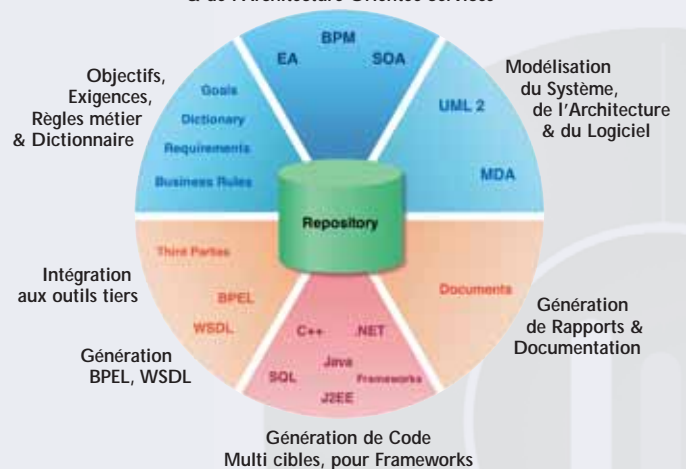 & de l'Architecture Orientée Services
BPM
EA
SOA
Objectifs,
Exigences,
Règles métier
& Dictionnaire
Goals
Dictionary
Requirements
Business Rules
Modélisation
du Système,
de l'Architecture
& du Logiciel
UML 2
MDA
Repository
Third Parties
BPEL
WSDL
Intégration
aux outils tiers
Génération
BPEL, WSDL
C++
.NET
Java
SQL
Frameworks
J2EE
Documents
Génération
de Rapports &
Documentation
Génération de Code
Multi cibles, pour Frameworks